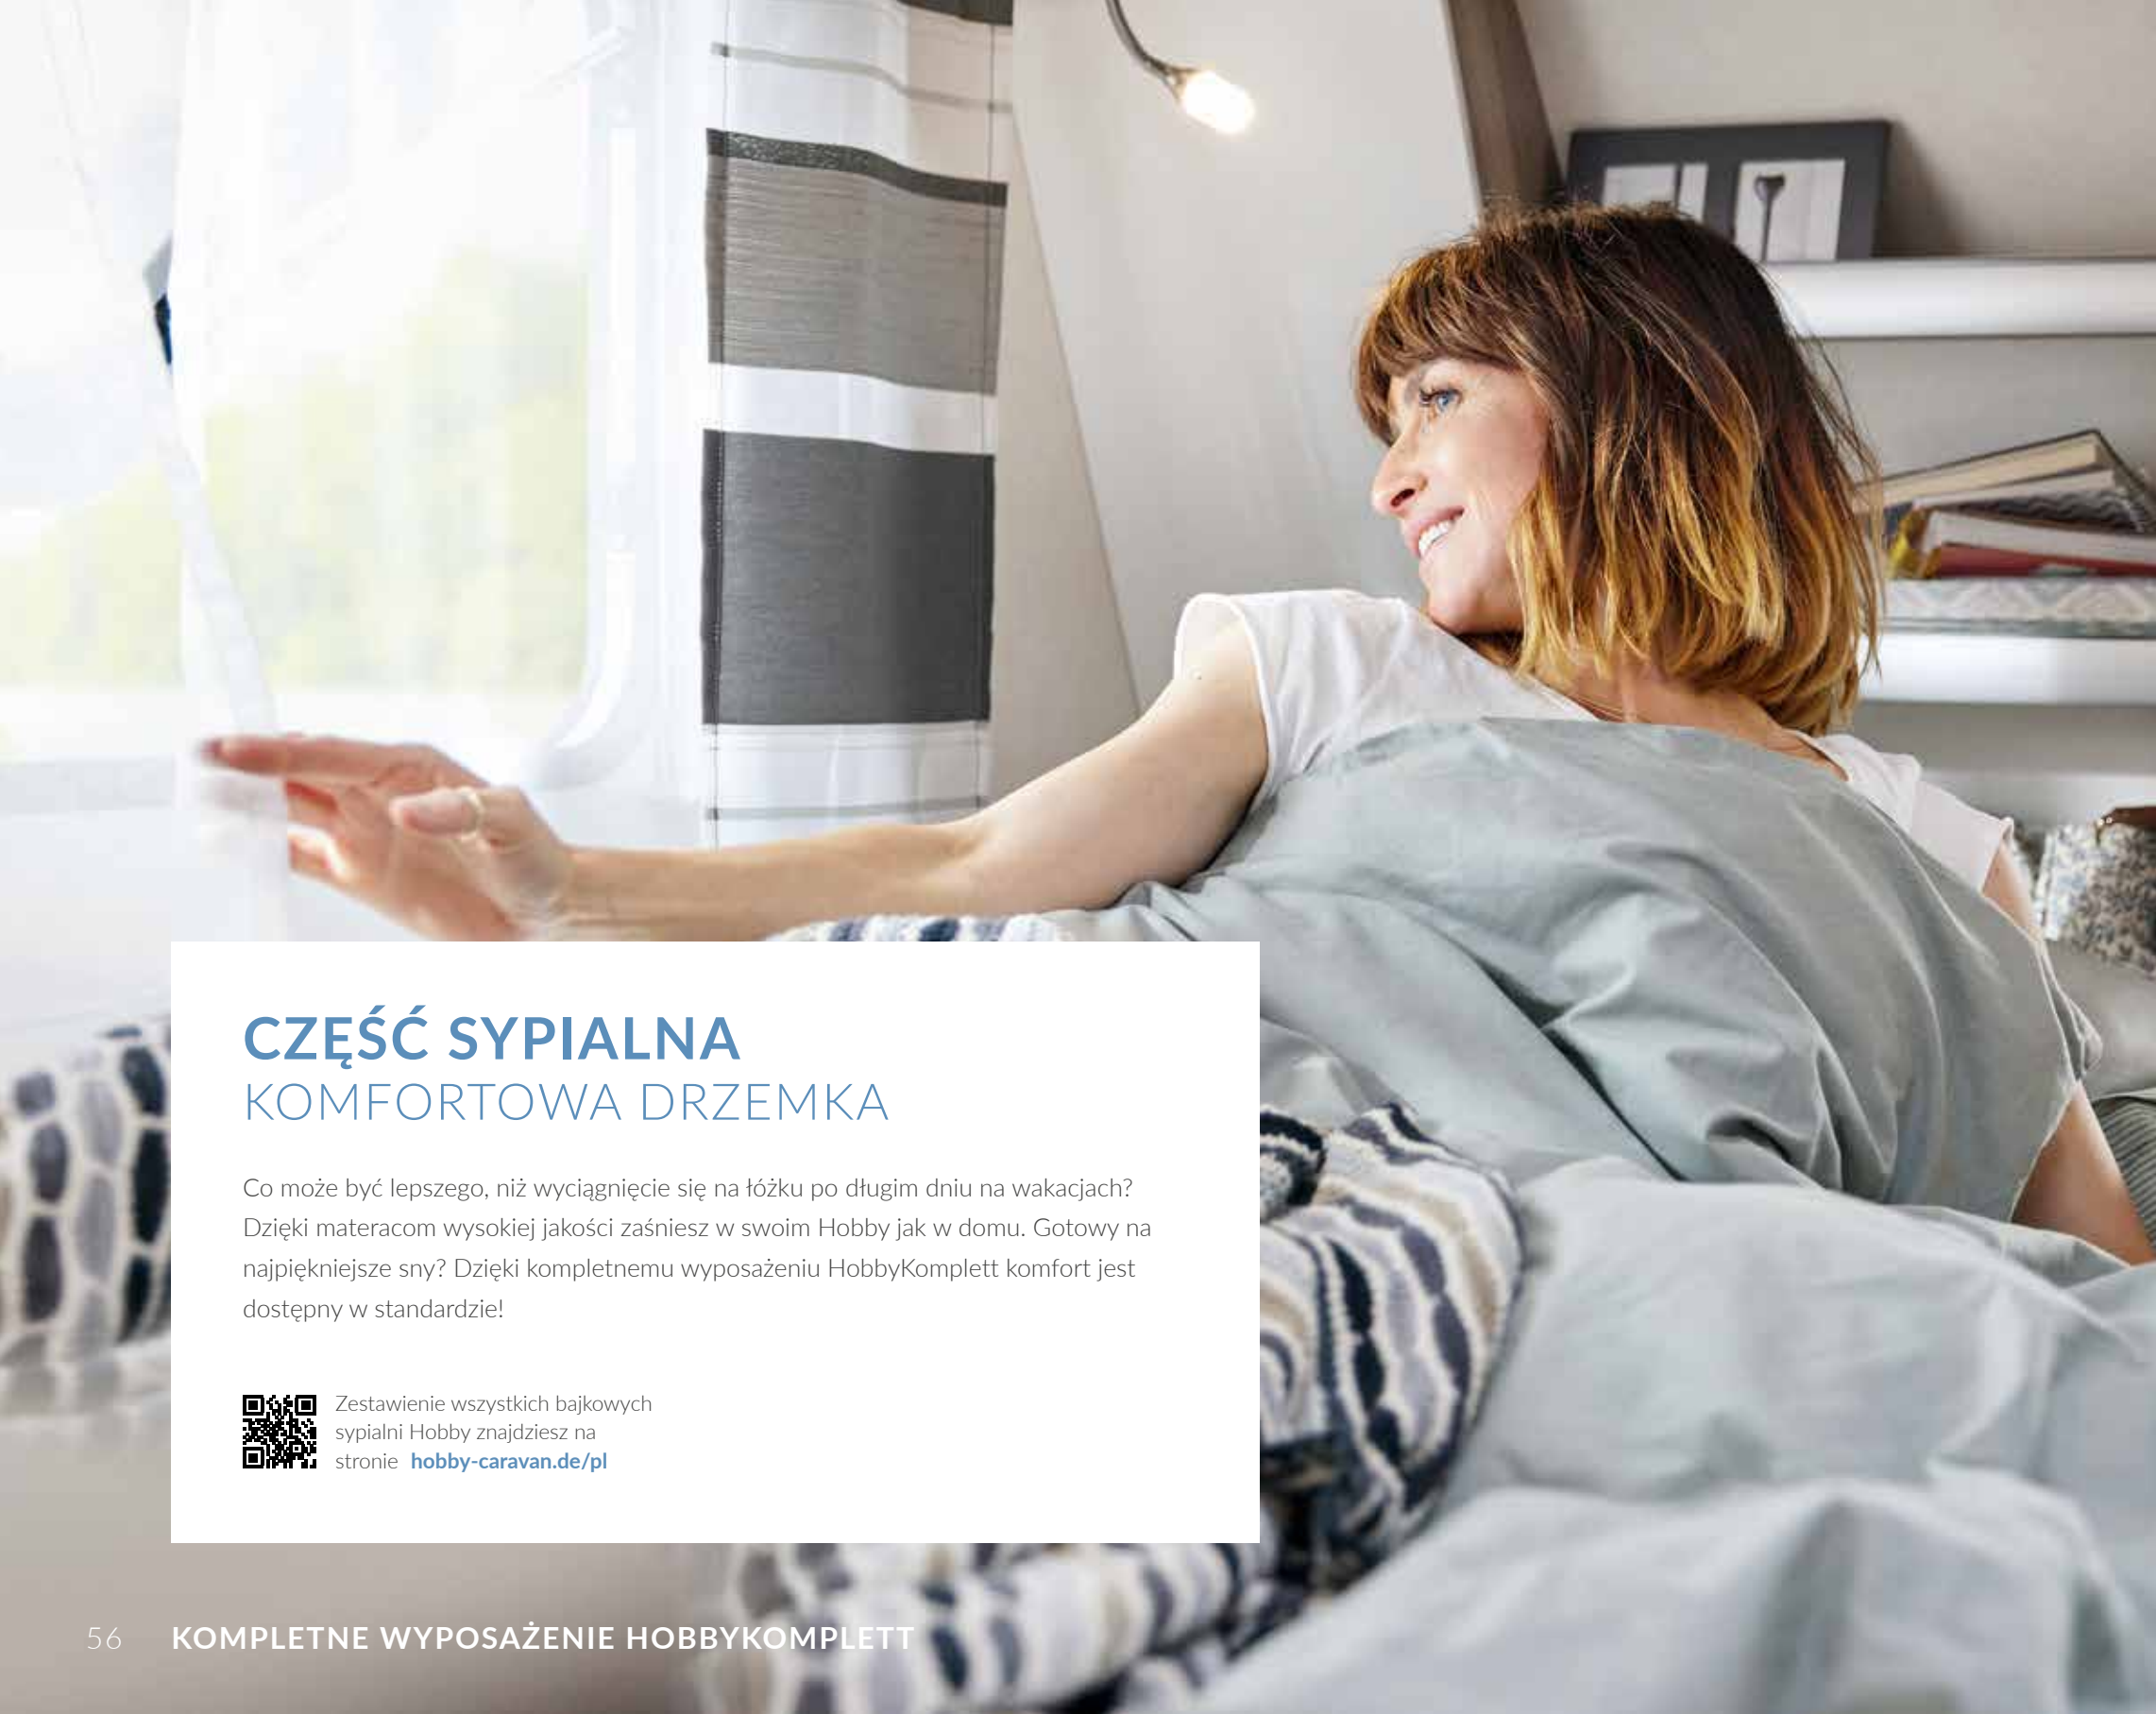 CZĘŚĆ SYPIALNA
KOMFORTOWA DRZEMKA
Co może być lepszego, niż wyciągnięcie się na łóżku po długim dniu na wakacjach?
Dzięki materacom wysokiej jakości zaśniesz w swoim Hobby jak w domu. Gotowy na
najpiękniejsze sny? Dzięki kompletnemu wyposażeniu HobbyKomplett komfort jest
dostępny w standardzie!
Zestawienie wszystkich bajkowych
sypialni Hobby znajdziesz na
stronie hobby-caravan.de/pl
56 KOMPLETNE WYPOSAŻENIE HOBBYKOMPLETT